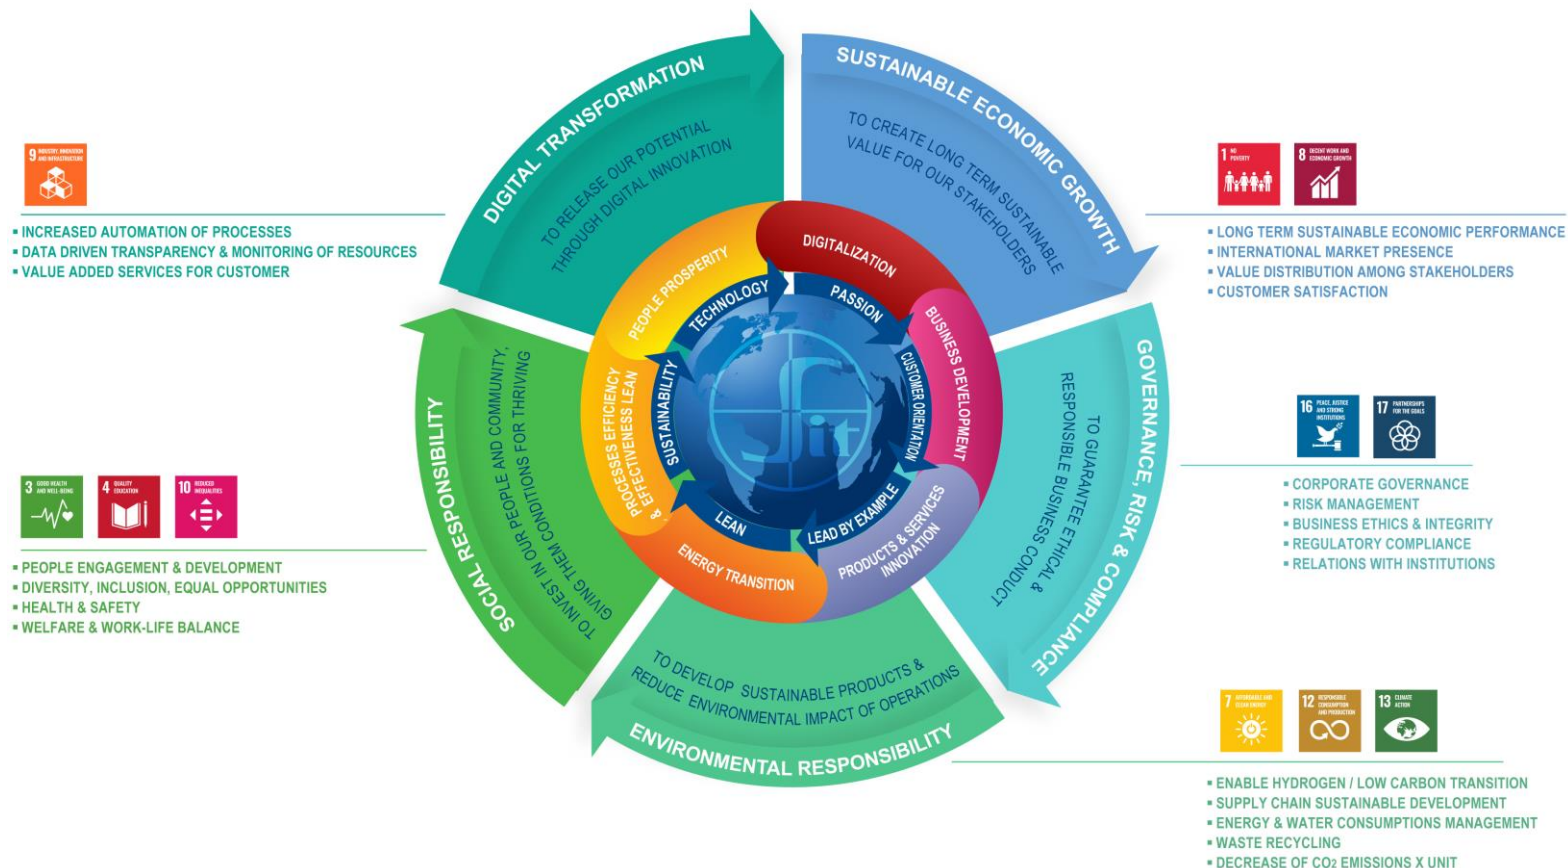 DIGITAL TRANSFORMATION
TO RELEASE OUR POTENTIAL
THROUGH DIGITAL INNOVATION
9 INDUSTRY, INNOVATION
AND INFRASTRUCTURE
▪ INCREASED AUTOMATION OF PROCESSES
▪ DATA DRIVEN TRANSPARENCY & MONITORING OF RESOURCES
▪ VALUE ADDED SERVICES FOR CUSTOMER
SUSTAINABLE ECONOMIC GROWTH
TO CREATE LONG TERM SUSTAINABLE
VALUE FOR OUR STAKEHOLDERS
1 NO
POVERTY
8 DECENT WORK AND
ECONOMIC GROWTH
▪ LONG TERM SUSTAINABLE ECONOMIC PERFORMANCE
▪ INTERNATIONAL MARKET PRESENCE
▪ VALUE DISTRIBUTION AMONG STAKEHOLDERS
▪ CUSTOMER SATISFACTION
GOVERNANCE, RISK & COMPLIANCE
TO GUARANTEE ETHICAL &
RESPONSIBLE BUSINESS CONDUCT
16 PEACE, JUSTICE
AND STRONG
INSTITUTIONS
17 PARTNERSHIPS
FOR THE GOALS
▪ CORPORATE GOVERNANCE
▪ RISK MANAGEMENT
▪ BUSINESS ETHICS & INTEGRITY
▪ REGULATORY COMPLIANCE
▪ RELATIONS WITH INSTITUTIONS
ENVIRONMENTAL RESPONSIBILITY
TO DEVELOP SUSTAINABLE PRODUCTS &
REDUCE ENVIRONMENTAL IMPACT OF OPERATIONS
7 AFFORDABLE AND
CLEAN ENERGY
12 RESPONSIBLE
CONSUMPTION
AND PRODUCTION
13 CLIMATE
ACTION
▪ ENABLE HYDROGEN / LOW CARBON TRANSITION
▪ SUPPLY CHAIN SUSTAINABLE DEVELOPMENT
▪ ENERGY & WATER CONSUMPTIONS MANAGEMENT
▪ WASTE RECYCLING
▪ DECREASE OF CO2 EMISSIONS X UNIT
SOCIAL RESPONSIBILITY
TO INVEST IN OUR PEOPLE AND COMMUNITY,
GIVING THEM CONDITIONS FOR THRIVING
3 GOOD HEALTH
AND WELL-BEING
4 QUALITY
EDUCATION
10 REDUCED
INEQUALITIES
▪ PEOPLE ENGAGEMENT & DEVELOPMENT
▪ DIVERSITY, INCLUSION, EQUAL OPPORTUNITIES
▪ HEALTH & SAFETY
▪ WELFARE & WORK-LIFE BALANCE
PEOPLE PROSPERITY
DIGITALIZATION
BUSINESS DEVELOPMENT
PRODUCTS & SERVICES
INNOVATION
ENERGY TRANSITION
PROCESSES EFFICIENCY
& EFFECTIVENESS LEAN
TECHNOLOGY
PASSION
CUSTOMER ORIENTATION
LEAD BY EXAMPLE
LEAN
SUSTAINABILITY
Sit